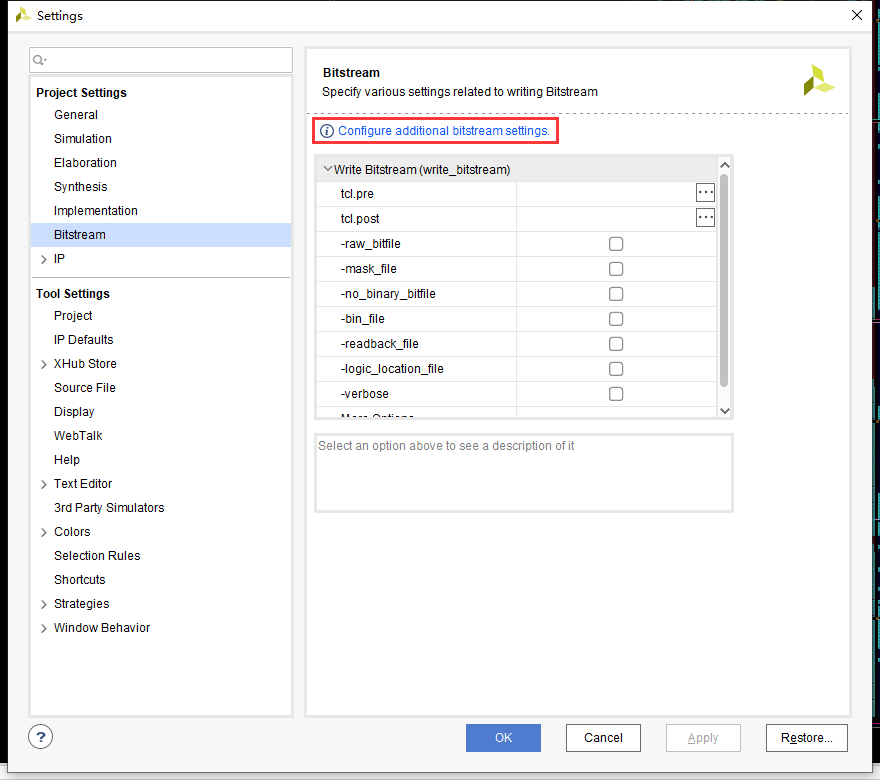 Settings
Project Settings
General
Simulation
Elaboration
Synthesis
Implementation
Bitstream
IP
Tool Settings
Project
IP Defaults
XHub Store
Source File
Display
WebTalk
Help
Text Editor
3rd Party Simulators
Colors
Selection Rules
Shortcuts
Strategies
Window Behavior
Bitstream
Specify various settings related to writing Bitstream
Configure additional bitstream settings.
Write Bitstream (write_bitstream)
tcl.pre
tcl.post
-raw_bitfile
-mask_file
-no_binary_bitfile
-bin_file
-readback_file
-logic_location_file
-verbose
More Options
Select an option above to see a description of it
?
OK
Cancel
Apply
Restore...